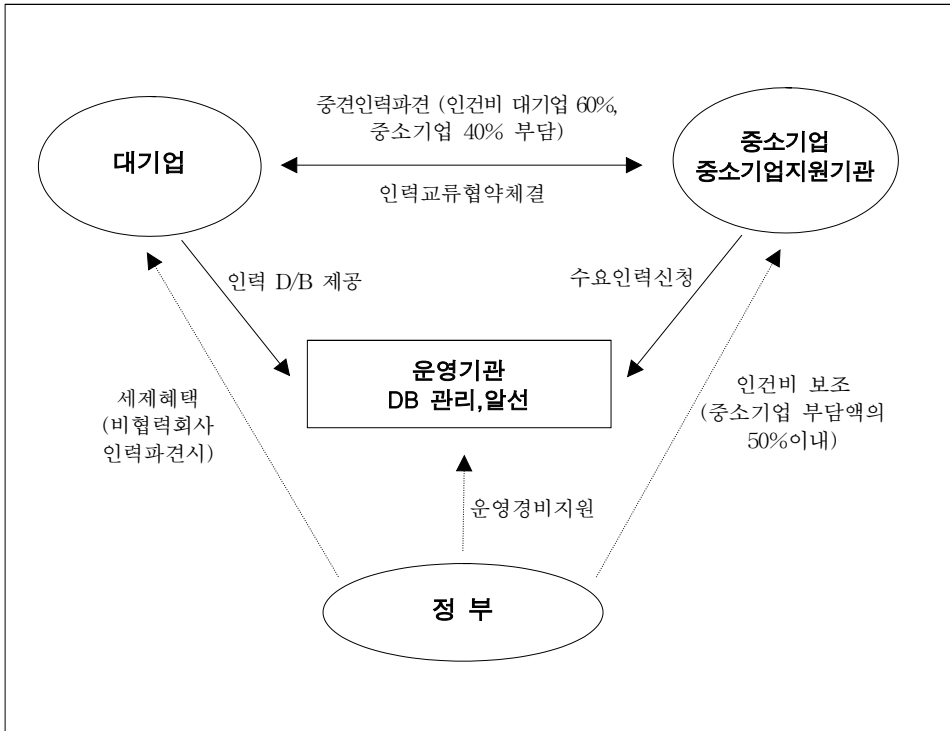 중견인력파견 (인건비 대기업 60%,
중소기업 40% 부담)
대기업
중소기업
중소기업지원기관
인력교류협약체결
인력 D/B 제공
수요인력신청
운영기관
DB 관리,알선
세제혜택
(비협력회사
인력파견시)
인건비 보조
(중소기업 부담액의
50%이내)
운영경비지원
정 부